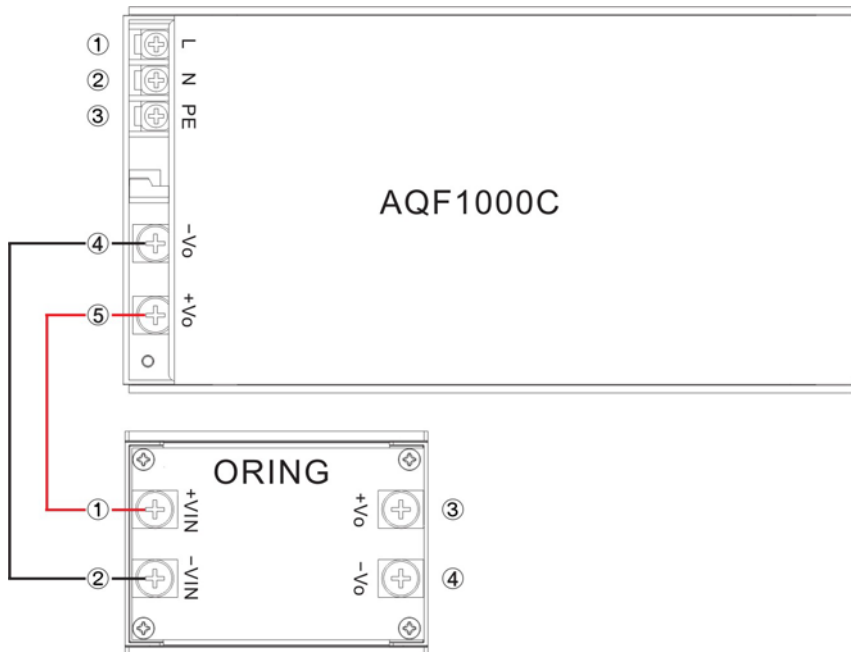 ① L
② N
③ PE
AQF1000C
④ -Vo
⑤ +Vo
ORING
① +VIN
+Vo ③
② -VIN
-Vo ④